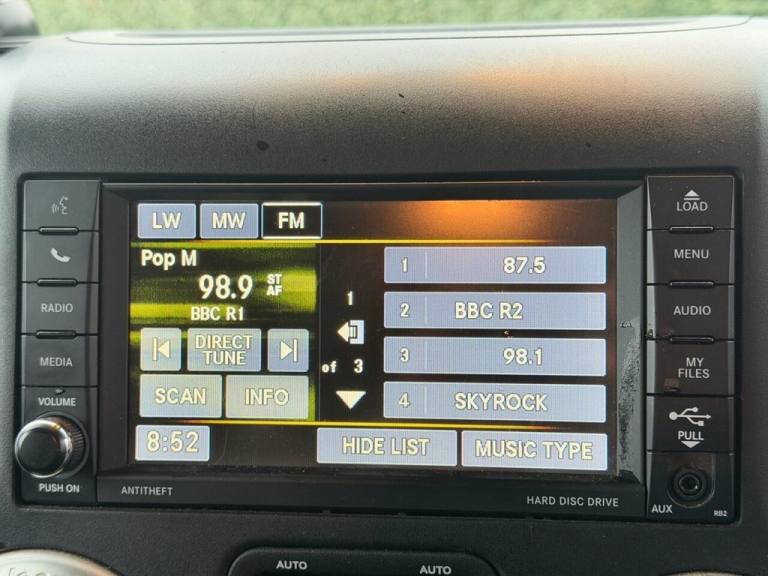 LW MW FM
Pop M
98.9 ST AF
BBC R1
DIRECT TUNE
SCAN INFO
8:52
1
of 3
1 87.5
2 BBC R2
3 98.1
4 SKYROCK
HIDE LIST MUSIC TYPE
RADIO
MEDIA
VOLUME
PUSH ON
ANTITHEFT
HARD DISC DRIVE
LOAD
MENU
AUDIO
MY FILES
PULL
AUX RB2
AUTO AUTO